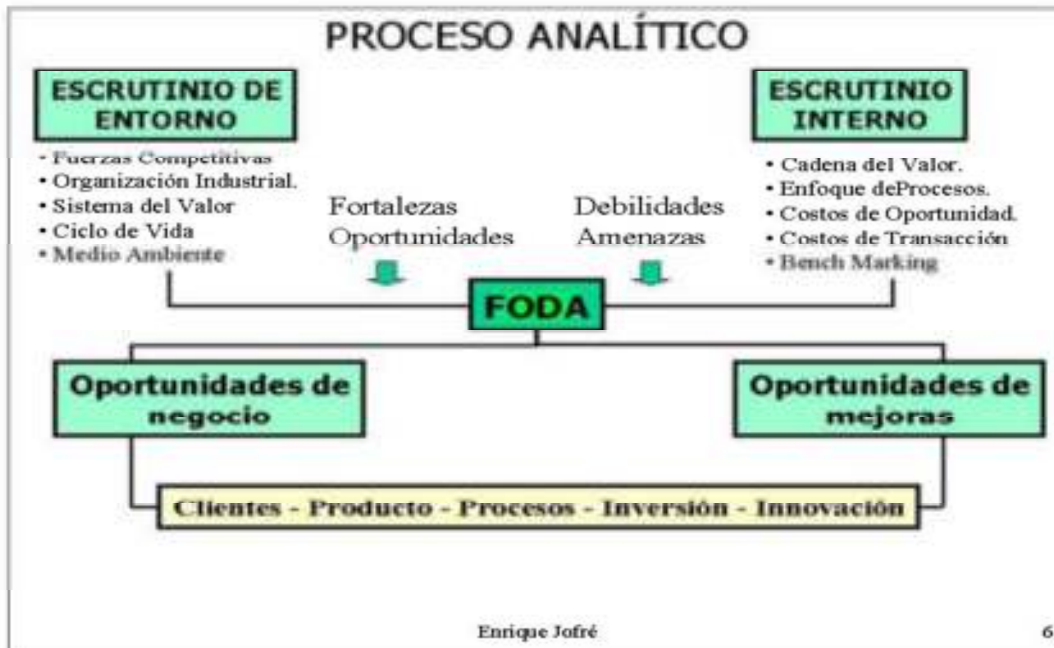 PROCESO ANALÍTICO
ESCRUTINIO DE
ENTORNO
• Fuerzas Competitivas
• Organización Industrial.
• Sistema del Valor
• Ciclo de Vida
• Medio Ambiente
Fortalezas
Oportunidades
Debilidades
Amenazas
ESCRUTINIO
INTERNO
• Cadena del Valor.
• Enfoque deProcesos.
• Costos de Oportunidad.
• Costos de Transacción
• Bench Marking
FODA
Oportunidades de
negocio
Oportunidades de
mejoras
Clientes - Producto - Procesos - Inversión - Innovación
Enrique Jofré
6